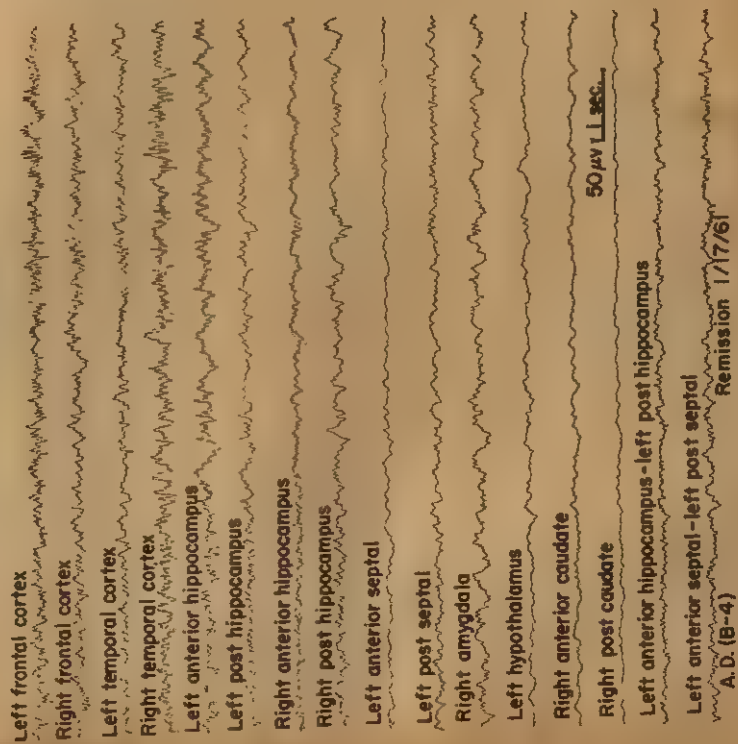 Left frontal cortex
Right frontal cortex
Left temporal cortex
Right temporal cortex
Left anterior hippocampus
Left post hippocampus
Right anterior hippocampus
Right post hippocampus
Left anterior septal
Left post septal
Right amygdala
Left hypothalamus
Right anterior caudate
50 μv 1 sec.
Right post caudate
Left anterior hippocampus-left post hippocampus
Left anterior septal-left post septal
A.D. (B-4) Remission 1/17/61